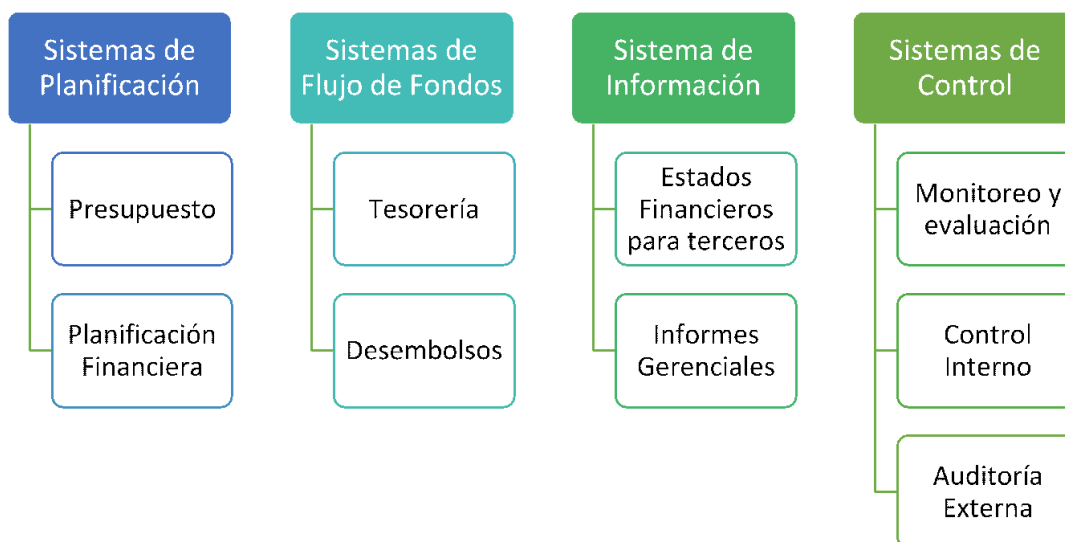 Sistemas de
Planificación
Presupuesto
Planificación
Financiera
Sistemas de
Flujo de Fondos
Tesorería
Desembolsos
Sistema de
Información
Estados
Financieros
para terceros
Informes
Gerenciales
Sistemas de
Control
Monitoreo y
evaluación
Control
Interno
Auditoría
Externa